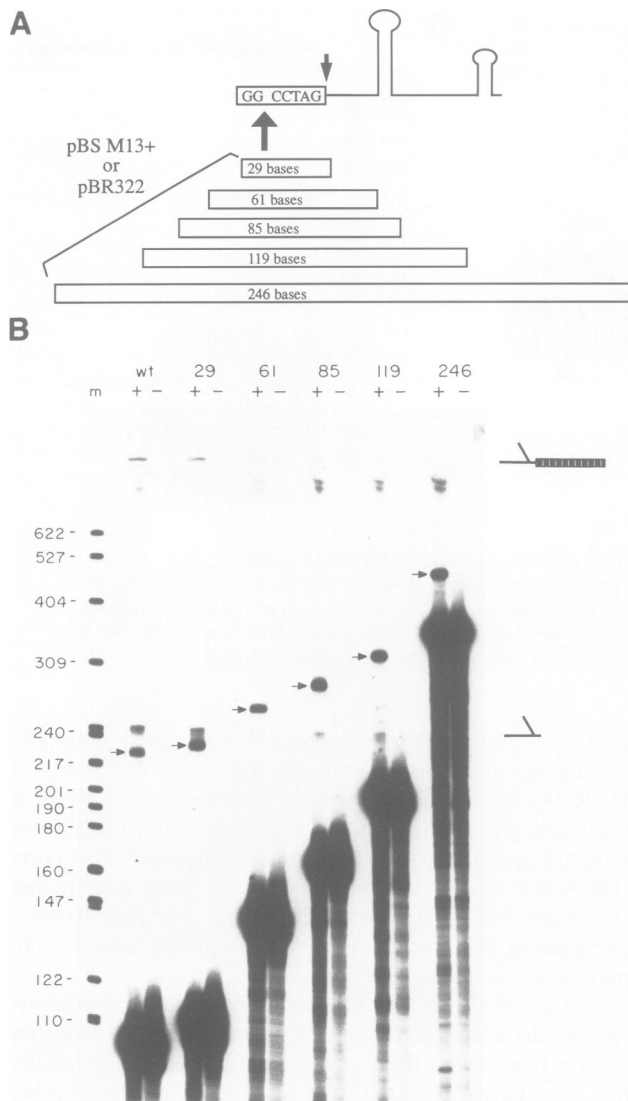 A
GG CCTAG
pBS M13+
or
pBR322
29 bases
61 bases
85 bases
119 bases
246 bases
B
wt 29 61 85 119 246
m + - + - + - + - + - + -
622-
527-
404-
309-
240-
217-
201-
190-
180-
160-
147-
122-
110-